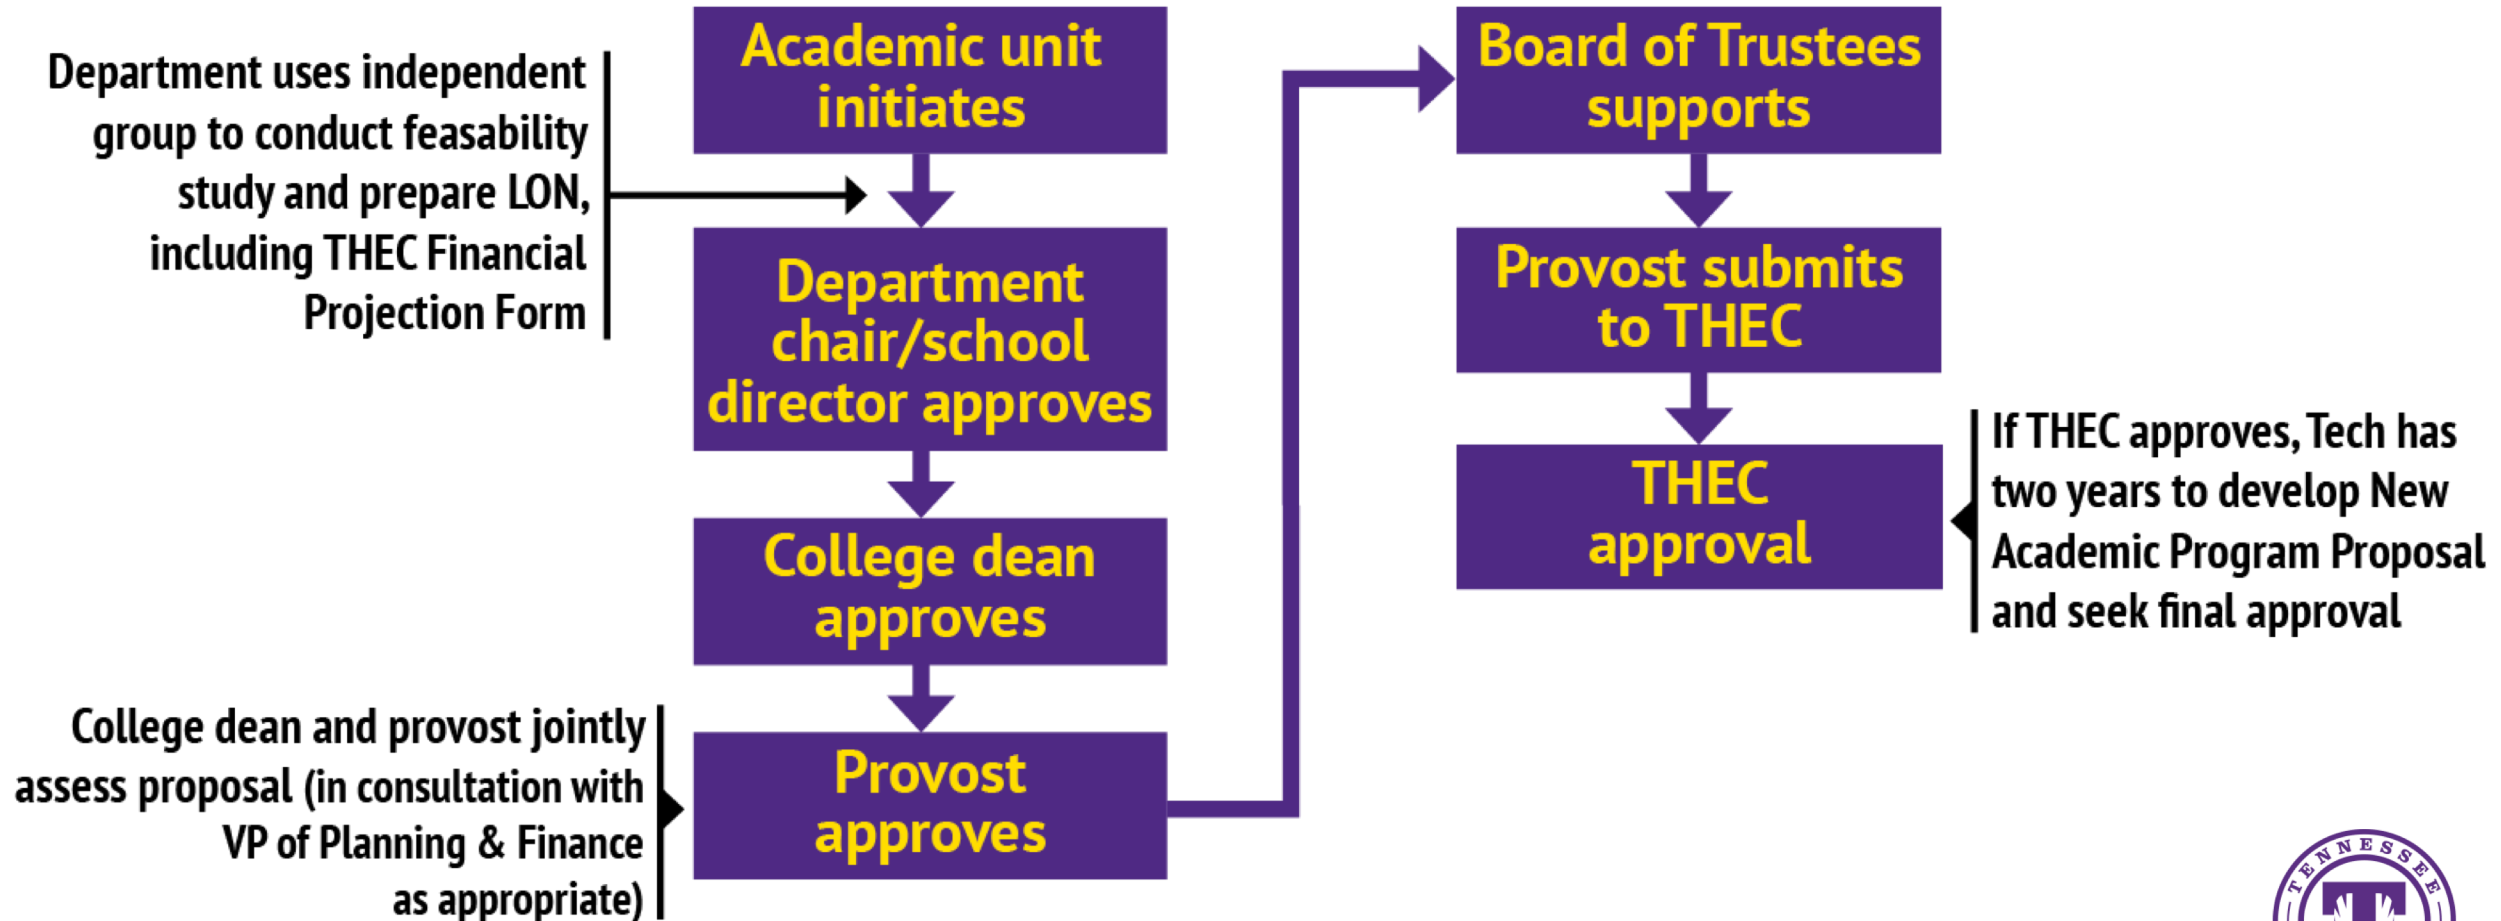 Department uses independent
group to conduct feasability
study and prepare LON,
including THEC Financial
Projection Form
Academic unit
initiates
Department
chair/school
director approves
College dean
approves
College dean and provost jointly
assess proposal (in consultation with
VP of Planning & Finance
as appropriate)
Provost
approves
Board of Trustees
supports
Provost submits
to THEC
THEC
approval
If THEC approves, Tech has
two years to develop New
Academic Program Proposal
and seek final approval
TENNESSEE
T